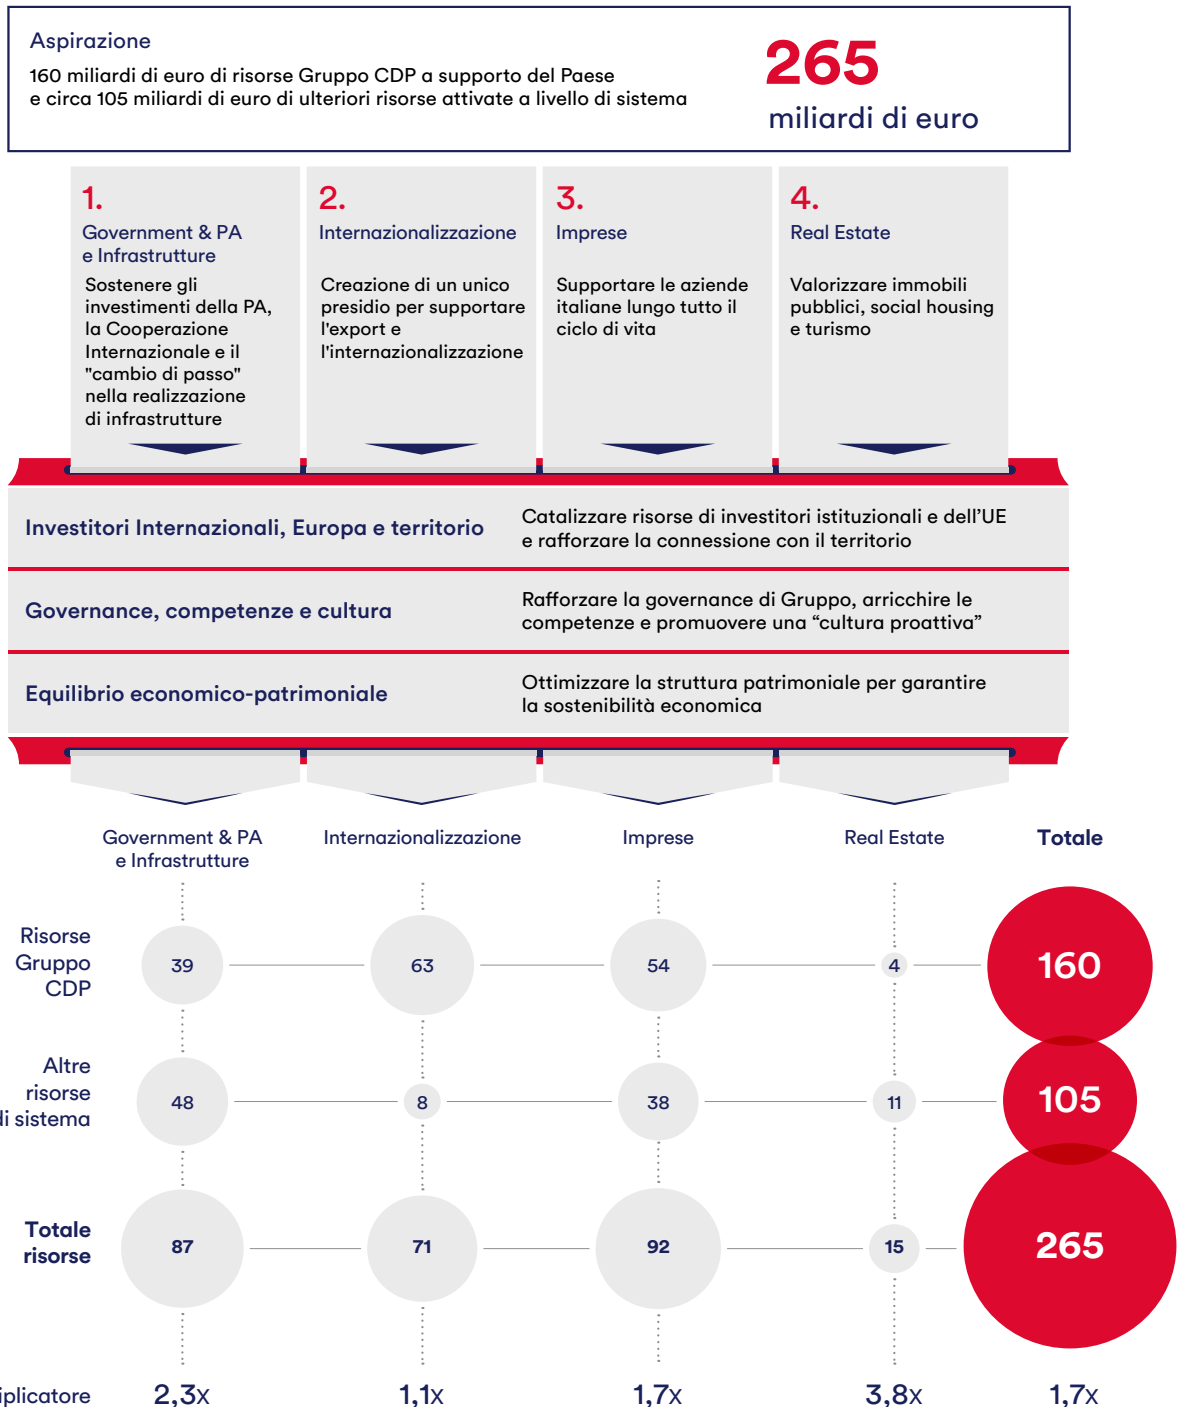 Aspirazione
160 miliardi di euro di risorse Gruppo CDP a supporto del Paese
e circa 105 miliardi di euro di ulteriori risorse attivate a livello di sistema
265
miliardi di euro
1.
Government & PA
e Infrastrutture
Sostenere gli
investimenti della PA,
la Cooperazione
Internazionale e il
"cambio di passo"
nella realizzazione
di infrastrutture
2.
Internazionalizzazione
Creazione di un unico
presidio per supportare
l'export e
l'internazionalizzazione
3.
Imprese
Supportare le aziende
italiane lungo tutto il
ciclo di vita
4.
Real Estate
Valorizzare immobili
pubblici, social housing
e turismo
Investitori Internazionali, Europa e territorio
Catalizzare risorse di investitori istituzionali e dell’UE
e rafforzare la connessione con il territorio
Governance, competenze e cultura
Rafforzare la governance di Gruppo, arricchire le
competenze e promuovere una “cultura proattiva”
Equilibrio economico-patrimoniale
Ottimizzare la struttura patrimoniale per garantire
la sostenibilità economica
Government & PA
e Infrastrutture
Internazionalizzazione
Imprese
Real Estate
Totale
Risorse
Gruppo
CDP
39
63
54
4
160
Altre
risorse
di sistema
48
8
38
11
105
Totale
risorse
87
71
92
15
265
iplicatore
2,3x
1,1x
1,7x
3,8x
1,7x